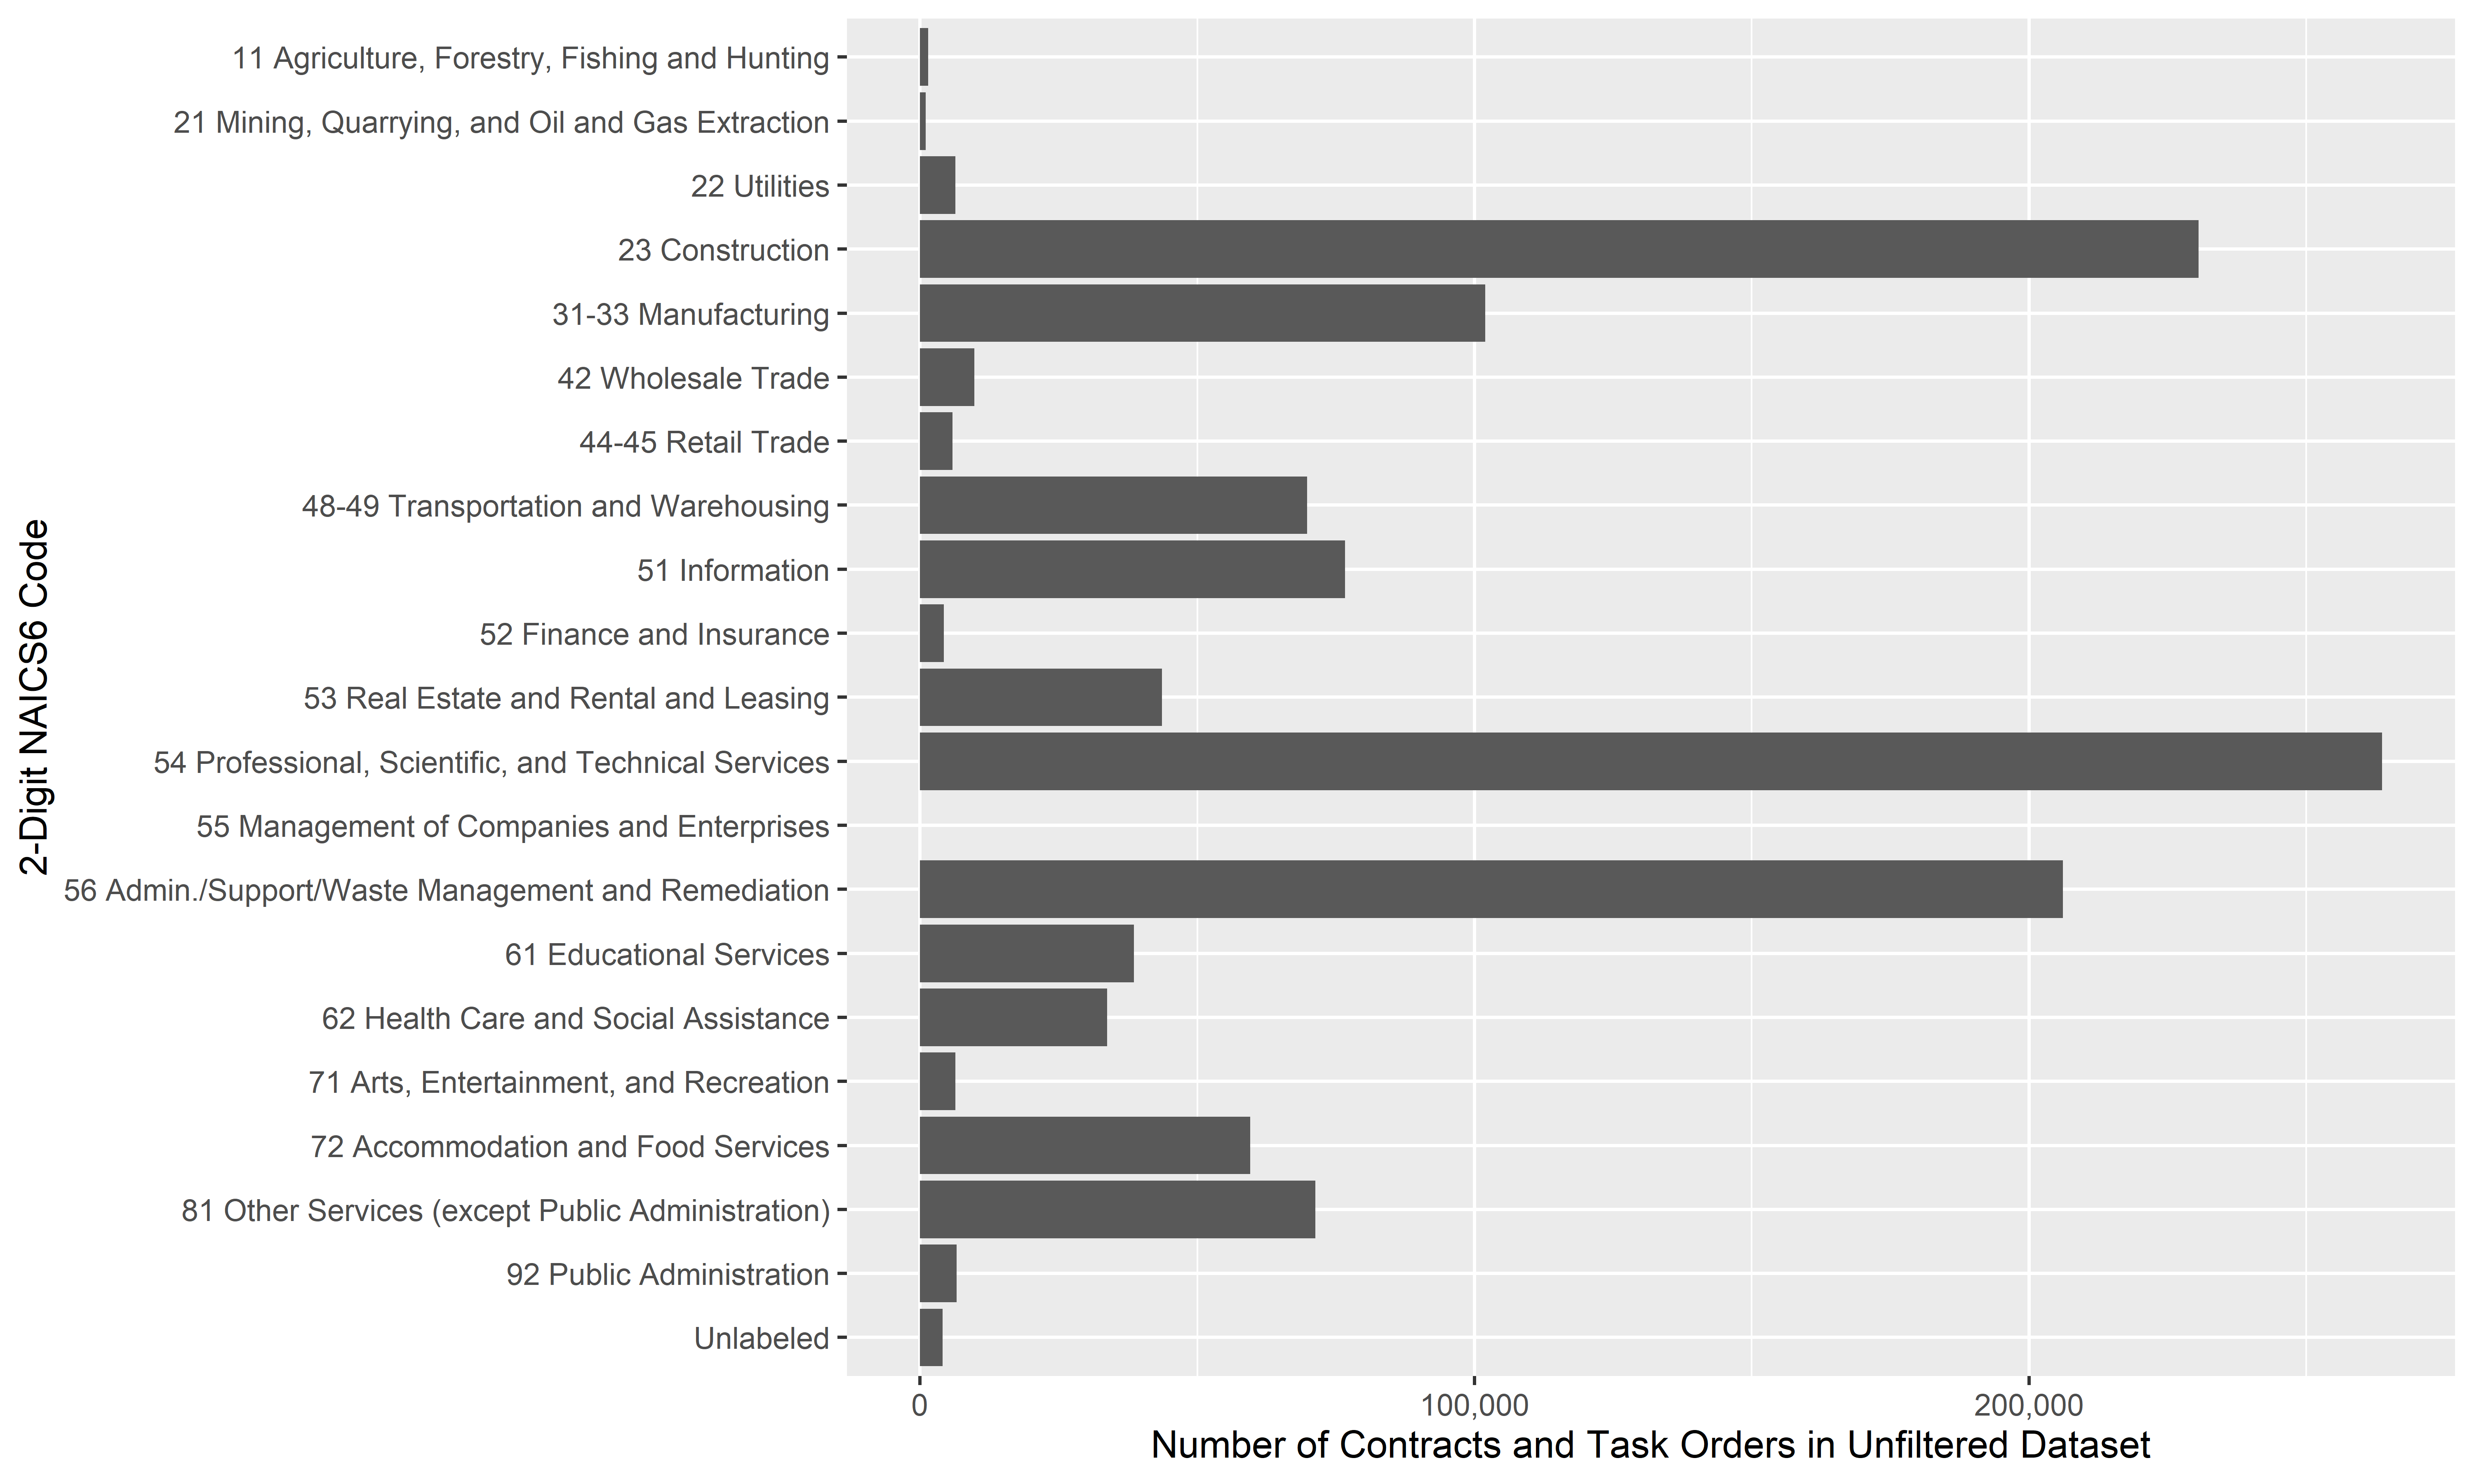 11 Agriculture, Forestry, Fishing and Hunting
21 Mining, Quarrying, and Oil and Gas Extraction
22 Utilities
23 Construction
31-33 Manufacturing
42 Wholesale Trade
44-45 Retail Trade
48-49 Transportation and Warehousing
51 Information
52 Finance and Insurance
53 Real Estate and Rental and Leasing
54 Professional, Scientific, and Technical Services
55 Management of Companies and Enterprises
56 Admin./Support/Waste Management and Remediation
61 Educational Services
62 Health Care and Social Assistance
71 Arts, Entertainment, and Recreation
72 Accommodation and Food Services
81 Other Services (except Public Administration)
92 Public Administration
Unlabeled
2-Digit NAICS6 Code
0
100,000
200,000
Number of Contracts and Task Orders in Unfiltered Dataset